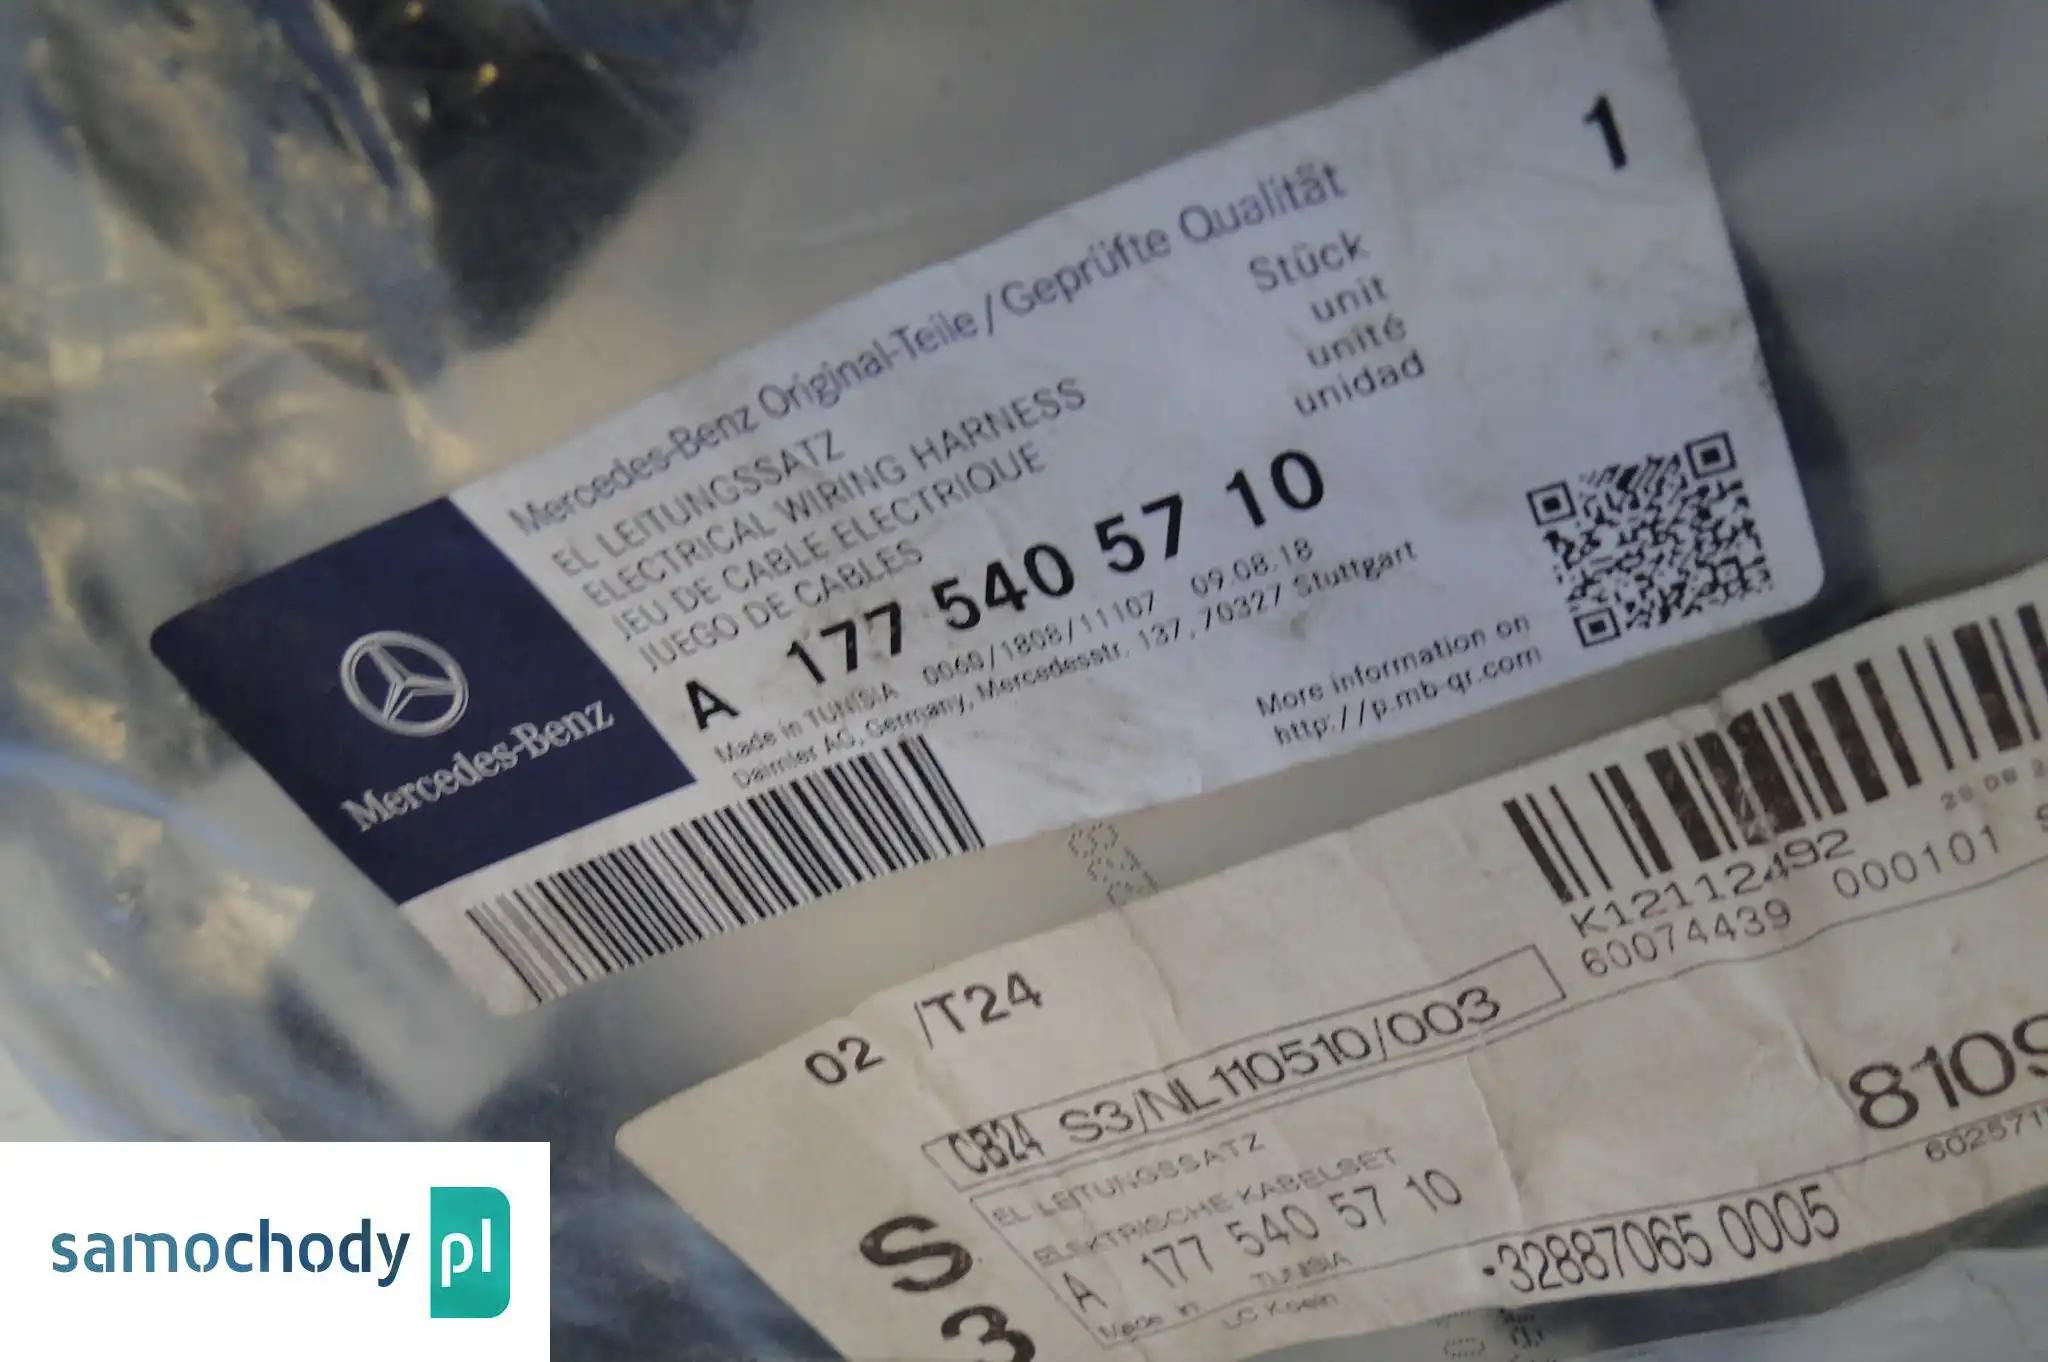 1
Mercedes-Benz Original-Teile / Geprüfte Qualität
EL LEITUNGSSATZ
ELECTRICAL WIRING HARNESS
JEU DE CABLE ELECTRIQUE
JUEGO DE CABLES
Stück
unit
unité
unidad
A 177 540 57 10
Made in TUNISIA 0060/1808/11107 09.08.18
Daimler AG, Germany, Mercedesstr. 137, 70327 Stuttgart
More information on
http://p.mb-qr.com
Mercedes-Benz
K12112492
60074439 000101
02 /T24
CB24 S3/NL110510/003
EL LEITUNGSSATZ
ELEKTRISCHE KABELSET
A 177 540 57 10
Made in TUNISIA
LC Koeln
32887065 0005
S
3
samochody pl